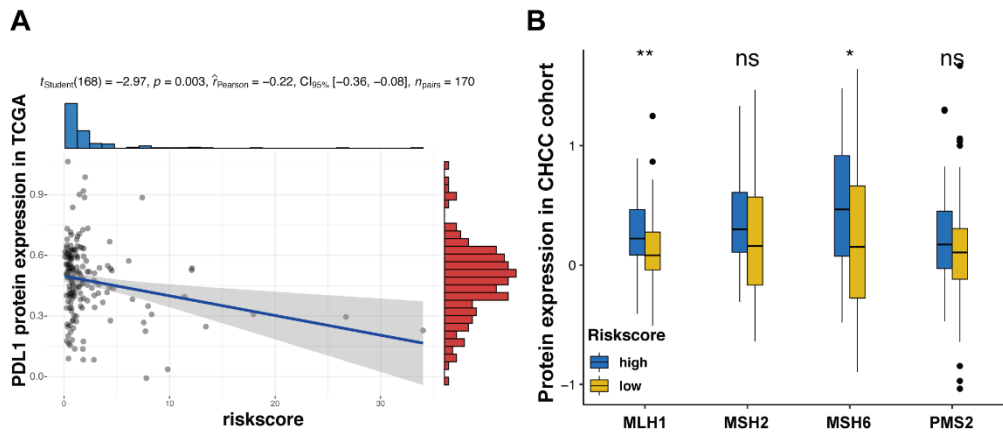 A
t_Student(168) = −2.97, p = 0.003, r̂_Pearson = −0.22, CI_95% [−0.36, −0.08], n_pairs = 170
PDL1 protein expression in TCGA
0.9
0.6
0.3
0.0
0
10
20
30
riskscore
B
**
ns
*
ns
Protein expression in CHCC cohort
1
0
−1
Riskscore
high
low
MLH1
MSH2
MSH6
PMS2